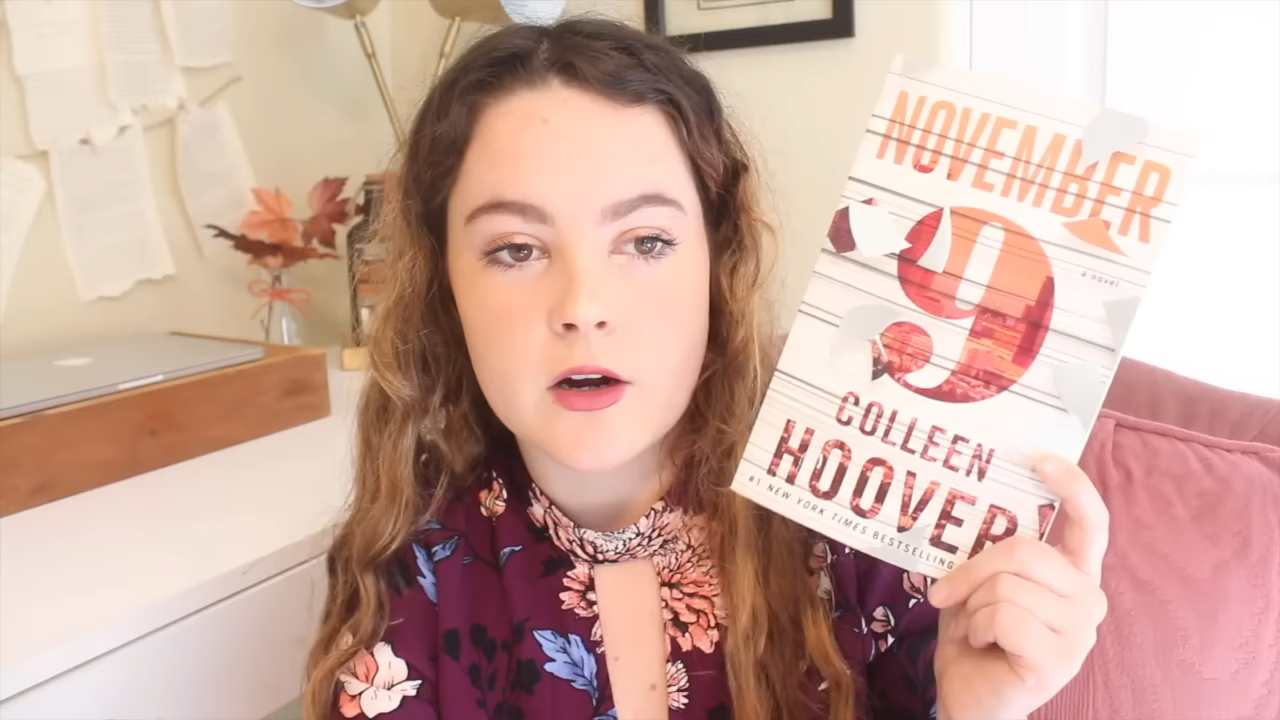 NOVEMBER
9
a novel
COLLEEN
HOOVER
#1 NEW YORK TIMES BESTSELLING